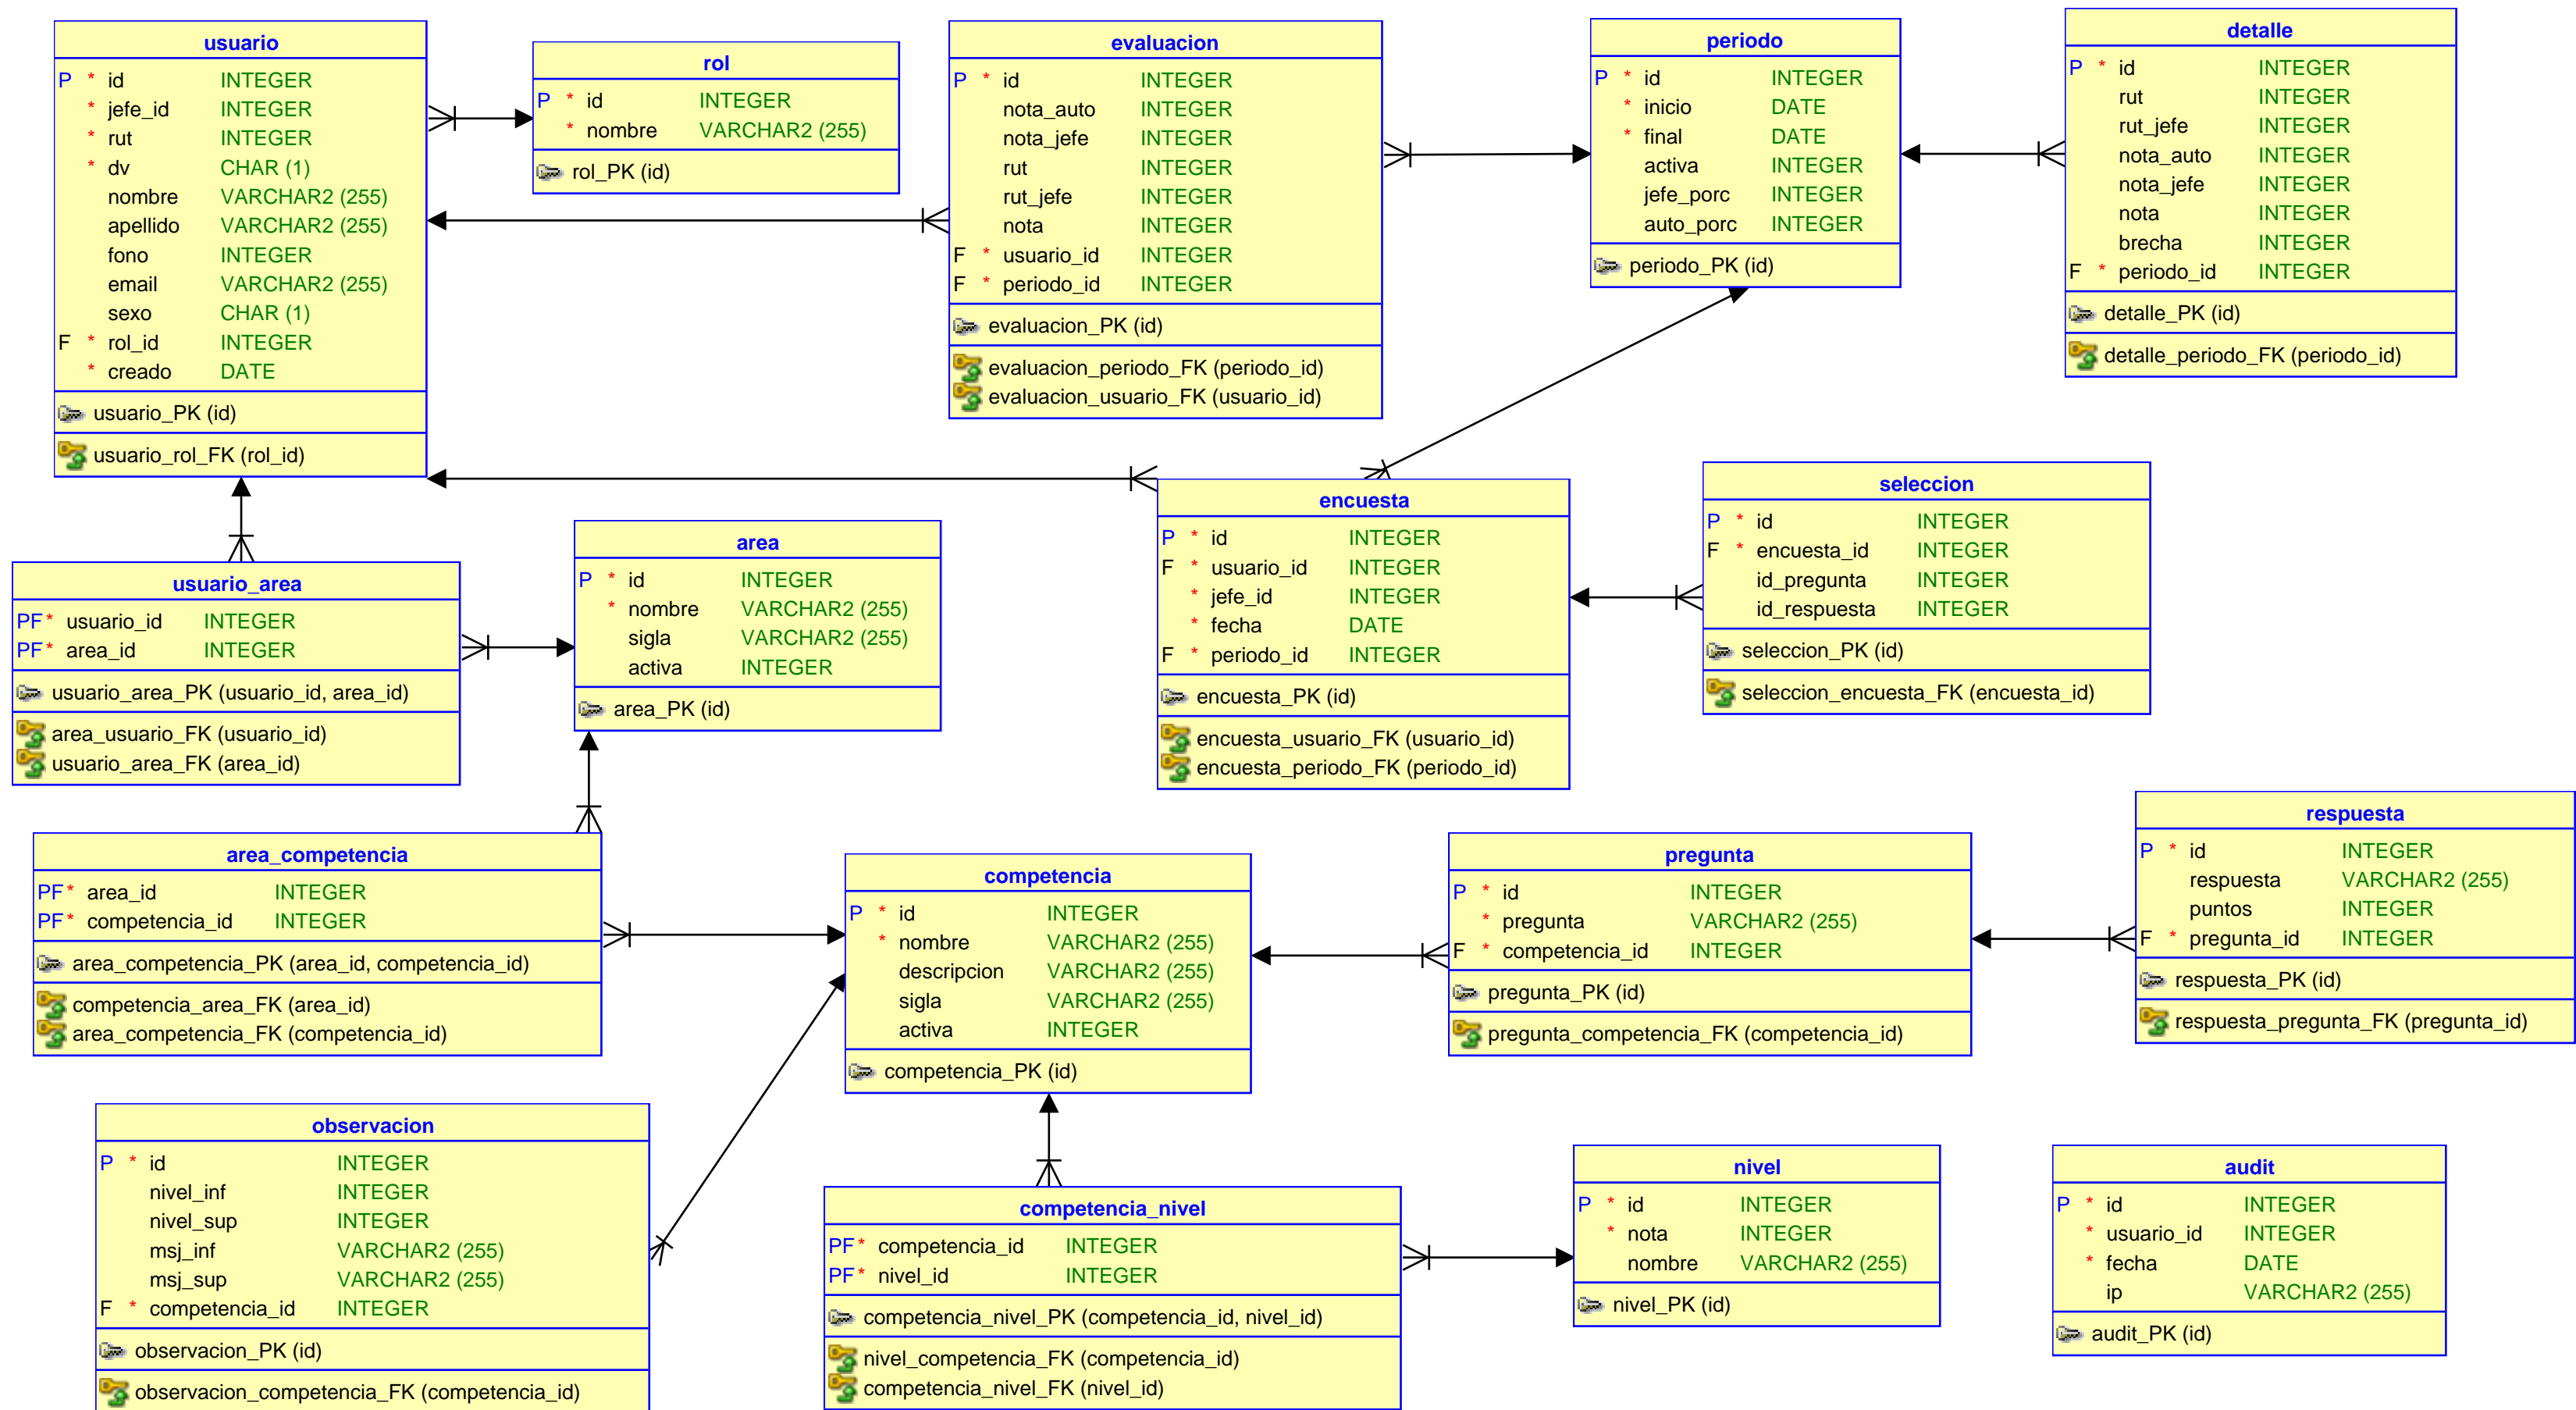 usuario
P * id INTEGER
* jefe_id INTEGER
* rut INTEGER
* dv CHAR (1)
nombre VARCHAR2 (255)
apellido VARCHAR2 (255)
fono INTEGER
email VARCHAR2 (255)
sexo CHAR (1)
F * rol_id INTEGER
* creado DATE
usuario_PK (id)
usuario_rol_FK (rol_id)
rol
P * id INTEGER
* nombre VARCHAR2 (255)
rol_PK (id)
evaluacion
P * id INTEGER
nota_auto INTEGER
nota_jefe INTEGER
rut INTEGER
rut_jefe INTEGER
nota INTEGER
F * usuario_id INTEGER
F * periodo_id INTEGER
evaluacion_PK (id)
evaluacion_periodo_FK (periodo_id)
evaluacion_usuario_FK (usuario_id)
periodo
P * id INTEGER
* inicio DATE
* final DATE
activa INTEGER
jefe_porc INTEGER
auto_porc INTEGER
periodo_PK (id)
detalle
P * id INTEGER
rut INTEGER
rut_jefe INTEGER
nota_auto INTEGER
nota_jefe INTEGER
nota INTEGER
brecha INTEGER
F * periodo_id INTEGER
detalle_PK (id)
detalle_periodo_FK (periodo_id)
usuario_area
PF * usuario_id INTEGER
PF * area_id INTEGER
usuario_area_PK (usuario_id, area_id)
area_usuario_FK (usuario_id)
usuario_area_FK (area_id)
area
P * id INTEGER
* nombre VARCHAR2 (255)
sigla VARCHAR2 (255)
activa INTEGER
area_PK (id)
encuesta
P * id INTEGER
F * usuario_id INTEGER
* jefe_id INTEGER
* fecha DATE
F * periodo_id INTEGER
encuesta_PK (id)
encuesta_usuario_FK (usuario_id)
encuesta_periodo_FK (periodo_id)
seleccion
P * id INTEGER
F * encuesta_id INTEGER
id_pregunta INTEGER
id_respuesta INTEGER
seleccion_PK (id)
seleccion_encuesta_FK (encuesta_id)
area_competencia
PF * area_id INTEGER
PF * competencia_id INTEGER
area_competencia_PK (area_id, competencia_id)
competencia_area_FK (area_id)
area_competencia_FK (competencia_id)
competencia
P * id INTEGER
* nombre VARCHAR2 (255)
descripcion VARCHAR2 (255)
sigla VARCHAR2 (255)
activa INTEGER
competencia_PK (id)
pregunta
P * id INTEGER
* pregunta VARCHAR2 (255)
F * competencia_id INTEGER
pregunta_PK (id)
pregunta_competencia_FK (competencia_id)
respuesta
P * id INTEGER
respuesta VARCHAR2 (255)
puntos INTEGER
F * pregunta_id INTEGER
respuesta_PK (id)
respuesta_pregunta_FK (pregunta_id)
observacion
P * id INTEGER
nivel_inf INTEGER
nivel_sup INTEGER
msj_inf VARCHAR2 (255)
msj_sup VARCHAR2 (255)
F * competencia_id INTEGER
observacion_PK (id)
observacion_competencia_FK (competencia_id)
competencia_nivel
PF * competencia_id INTEGER
PF * nivel_id INTEGER
competencia_nivel_PK (competencia_id, nivel_id)
nivel_competencia_FK (competencia_id)
competencia_nivel_FK (nivel_id)
nivel
P * id INTEGER
* nota INTEGER
nombre VARCHAR2 (255)
nivel_PK (id)
audit
P * id INTEGER
* usuario_id INTEGER
* fecha DATE
ip VARCHAR2 (255)
audit_PK (id)